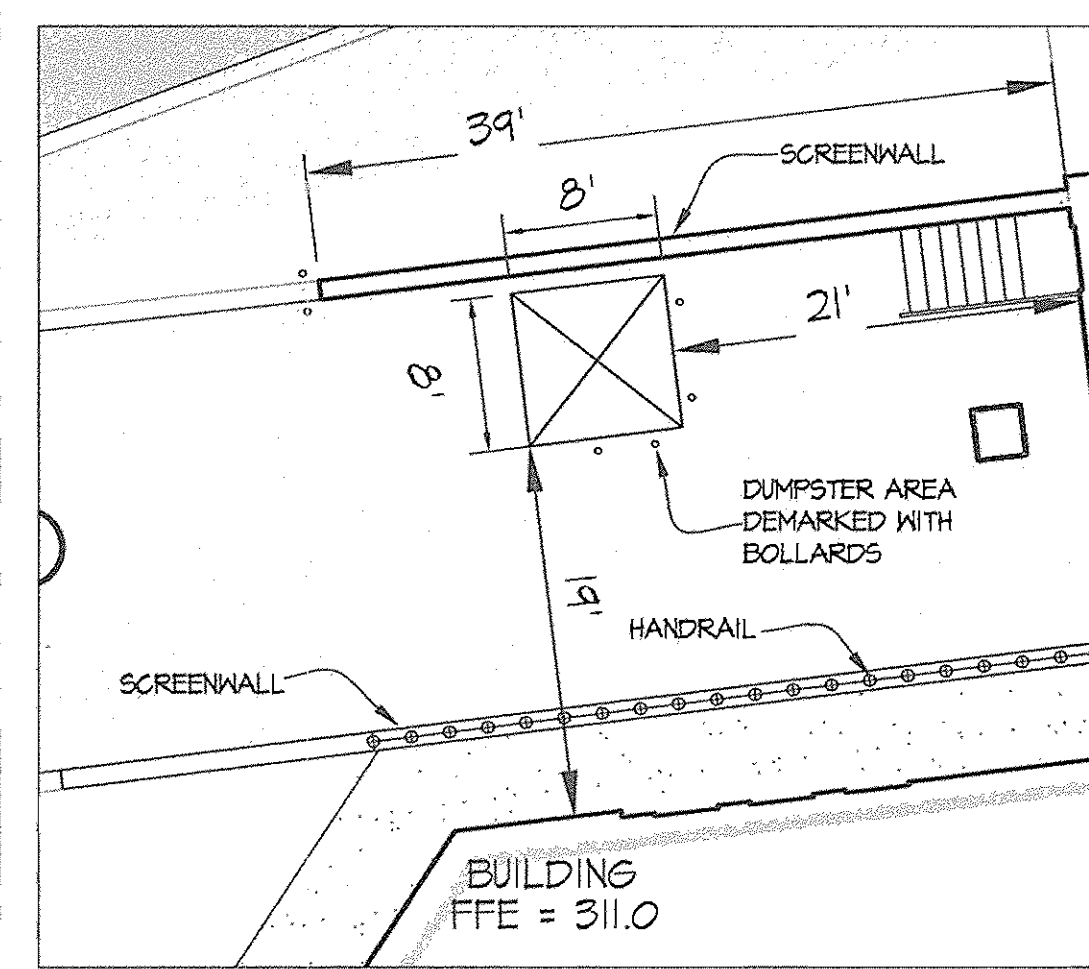 39'
SCREENWALL
8'
21'
8'
DUMPSTER AREA
DEMARKED WITH
BOLLARDS
19'
HANDRAIL
SCREENWALL
BUILDING
FFE = 311.0